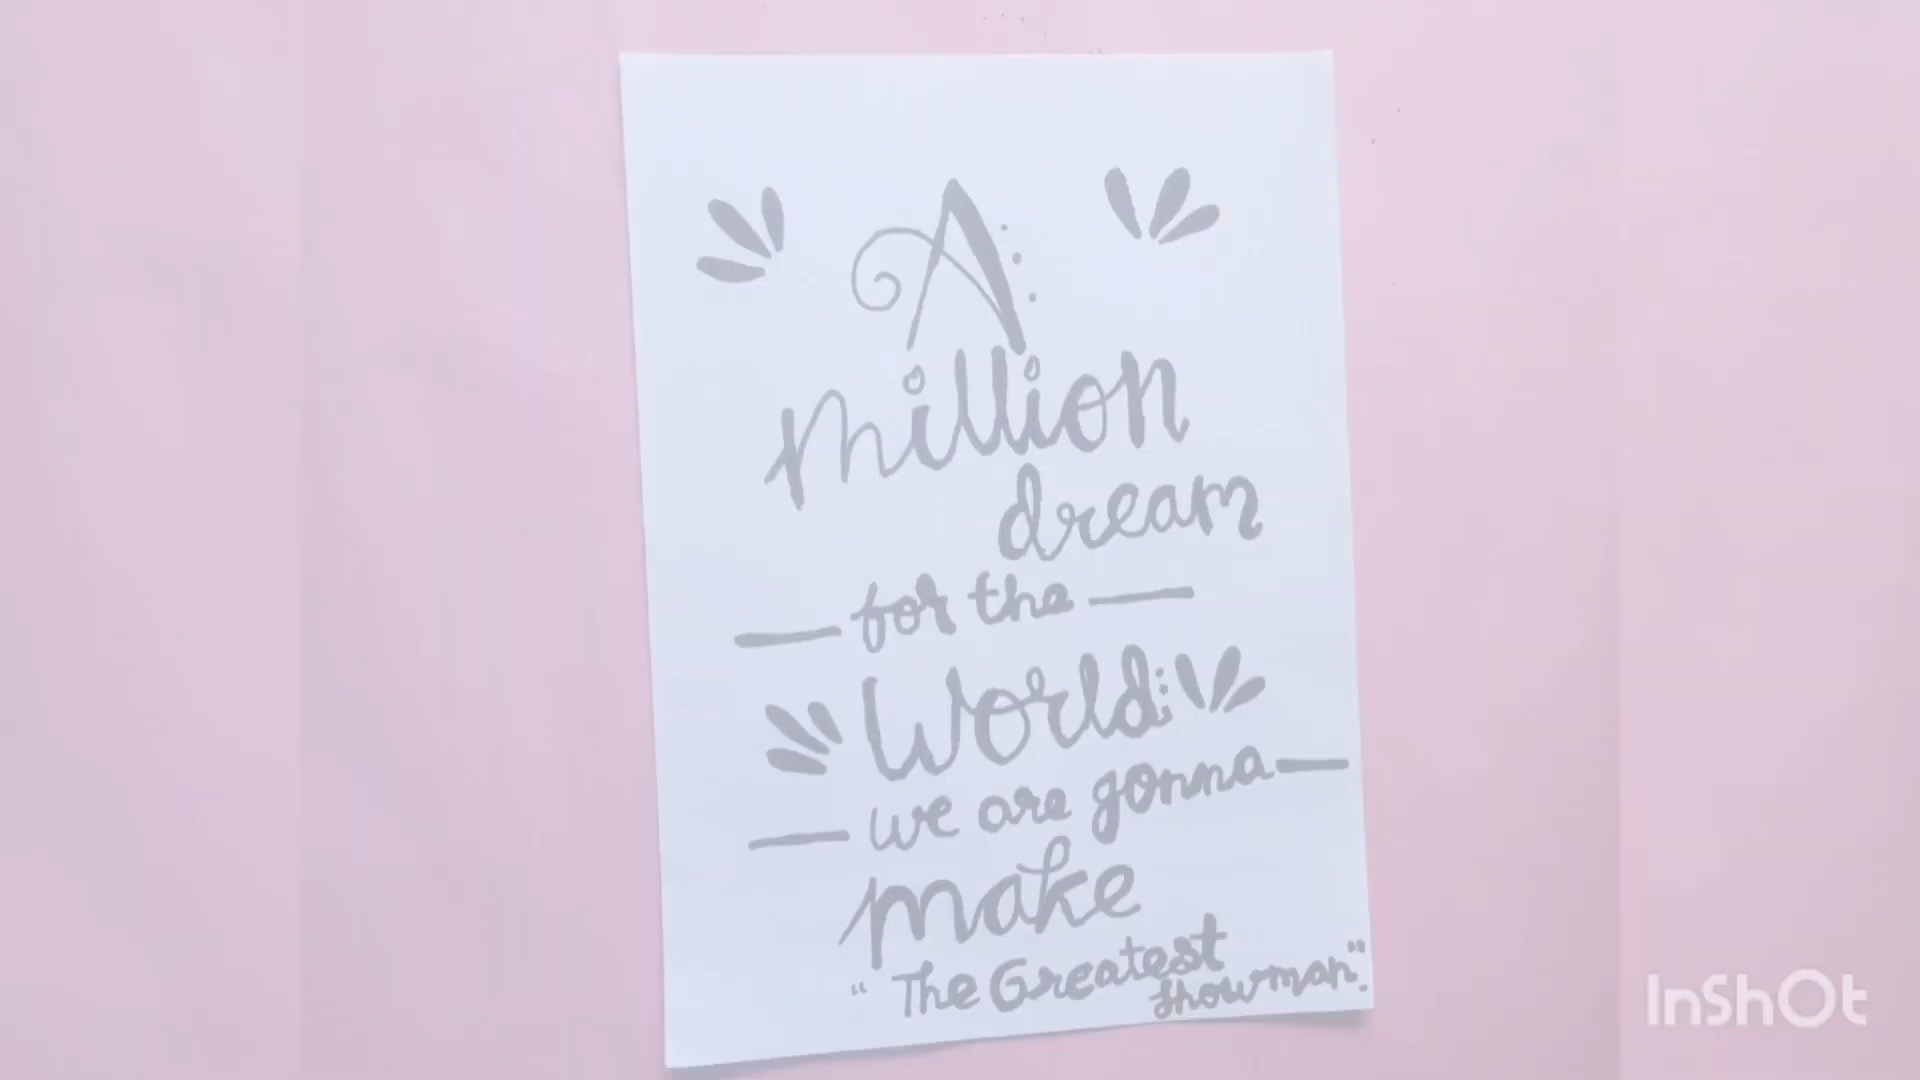 A
million
dream
for the
World
we are gonna
make
"The Greatest
showman".
InShOt